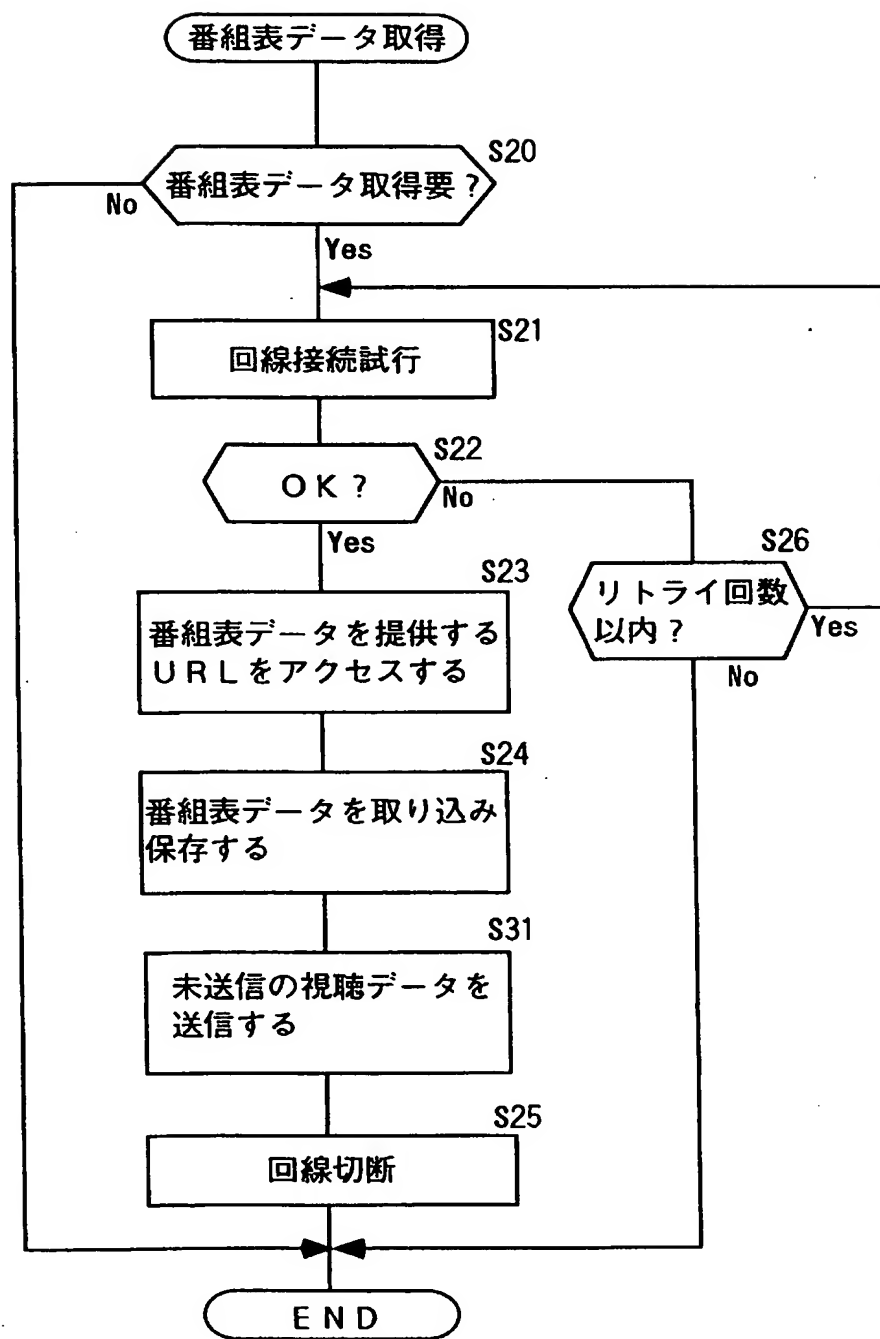 番組表データ取得
S20
番組表データ取得要?
No
Yes
S21
回線接続試行
S22
OK?
No
Yes
S26
リトライ回数
以内?
Yes
No
S23
番組表データを提供する
URLをアクセスする
S24
番組表データを取り込み
保存する
S31
未送信の視聴データを
送信する
S25
回線切断
END